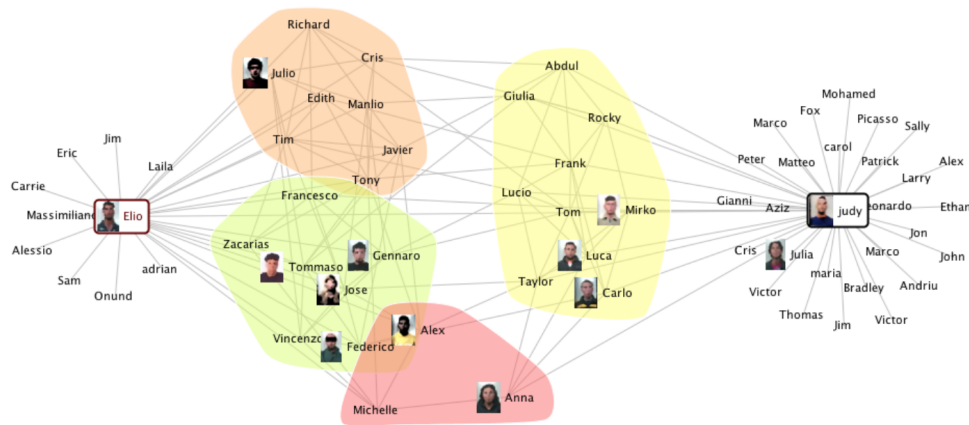 Richard
Cris
Julio
Edith
Manlio
Tim
Javier
Tony
Jim
Eric
Laila
Carrie
Massimiliano
Elio
Alessio
adrian
Sam
Onund
Francesco
Zacarias
Gennaro
Tommaso
Jose
Vincenzo
Federico
Alex
Michelle
Anna
Abdul
Giulia
Rocky
Frank
Lucio
Tom
Mirko
Luca
Taylor
Carlo
Mohamed
Fox
Picasso
Marco
Sally
carol
Peter
Matteo
Patrick
Alex
Larry
Gianni
Aziz
judy
eonardo
Ethan
Jon
Cris
Julia
Marco
John
maria
Victor
Bradley
Andriu
Thomas
Jim
Victor